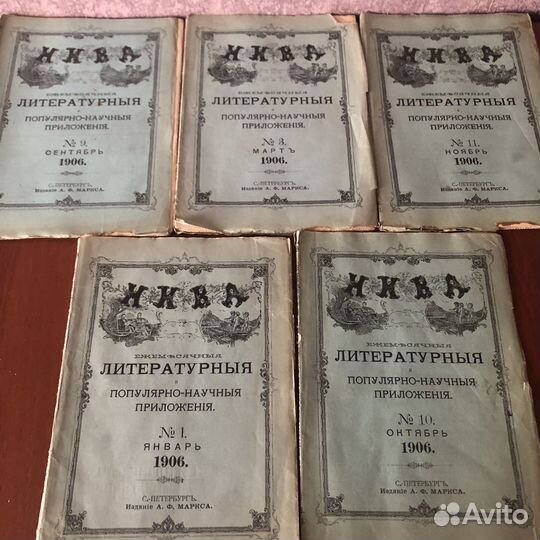 НИВА
ЕЖЕМѢСЯЧНЫЯ
ЛИТЕРАТУРНЫЯ
И
ПОПУЛЯРНО-НАУЧНЫЯ
ПРИЛОЖЕНІЯ.
№ 9.
СЕНТЯБРЬ
1906.
С.-ПЕТЕРБУРГЪ.
Изданіе А. Ф. МАРКСА.
НИВА
ЕЖЕМѢСЯЧНЫЯ
ЛИТЕРАТУРНЫЯ
И
ПОПУЛЯРНО-НАУЧНЫЯ
ПРИЛОЖЕНІЯ.
№ 3.
МАРТЪ
1906.
С.-ПЕТЕРБУРГЪ.
Изданіе А. Ф. МАРКСА.
НИВА
ЕЖЕМѢСЯЧНЫЯ
ЛИТЕРАТУРНЫЯ
И
ПОПУЛЯРНО-НАУЧНЫЯ
ПРИЛОЖЕНІЯ.
№ 11.
НОЯБРЬ
1906.
С.-ПЕТЕРБУРГЪ.
Изданіе А. Ф. МАРКСА.
НИВА
ЕЖЕМѢСЯЧНЫЯ
ЛИТЕРАТУРНЫЯ
И
ПОПУЛЯРНО-НАУЧНЫЯ
ПРИЛОЖЕНІЯ.
№ 1.
ЯНВАРЬ
1906.
С.-ПЕТЕРБУРГЪ.
Изданіе А. Ф. МАРКСА.
НИВА
ЕЖЕМѢСЯЧНЫЯ
ЛИТЕРАТУРНЫЯ
И
ПОПУЛЯРНО-НАУЧНЫЯ
ПРИЛОЖЕНІЯ.
№ 10.
ОКТЯБРЬ
1906.
С.-ПЕТЕРБУРГЪ.
Изданіе А. Ф. МАРКСА.
Avito